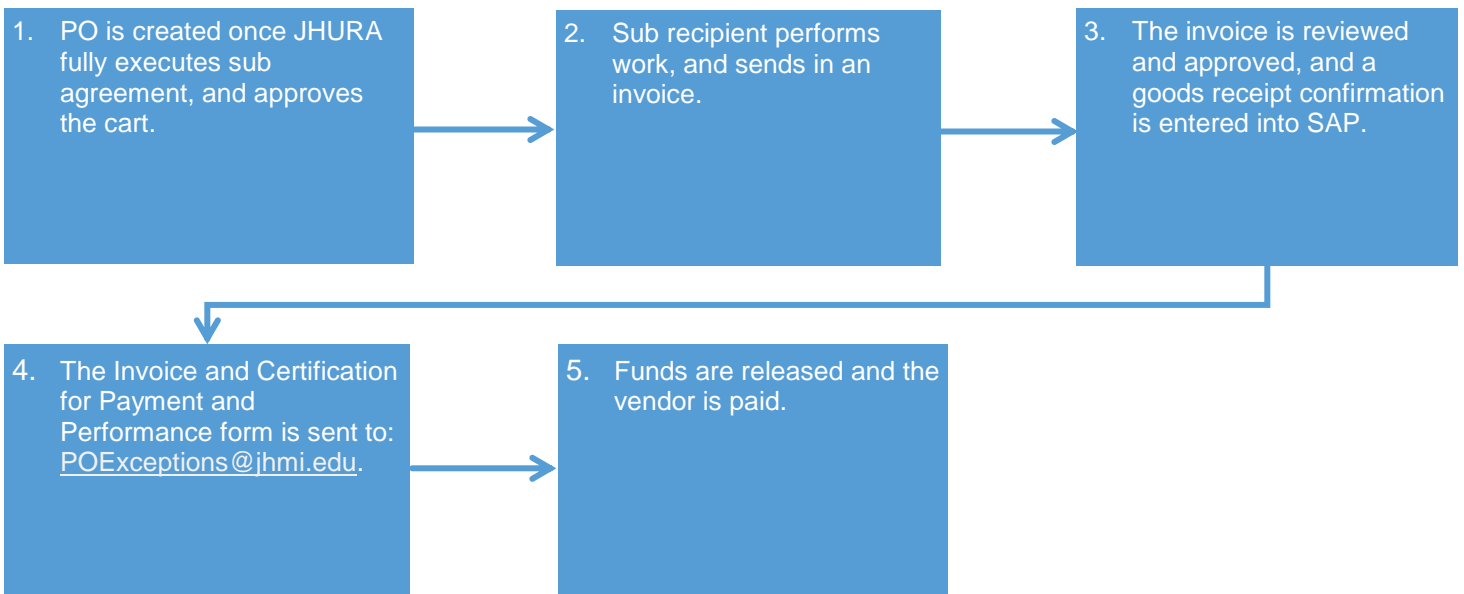 1. PO is created once JHURA
fully executes sub
agreement, and approves
the cart.
2. Sub recipient performs
work, and sends in an
invoice.
3. The invoice is reviewed
and approved, and a
goods receipt confirmation
is entered into SAP.
4. The Invoice and Certification
for Payment and
Performance form is sent to:
POExceptions@jhmi.edu.
5. Funds are released and the
vendor is paid.